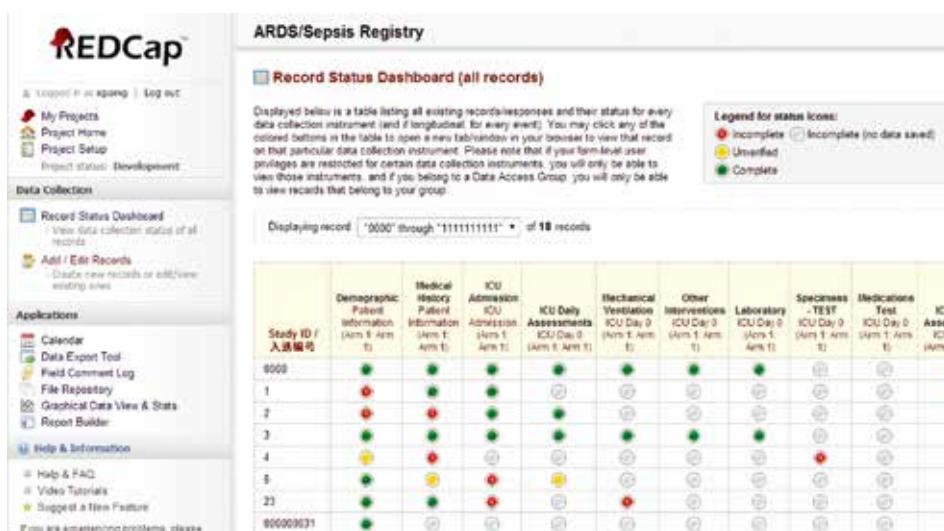 REDCap
Logged in as | Log out
My Projects
Project Home
Project Setup
Project status: Development
Data Collection
Record Status Dashboard
- View data collection status of all
records
Add / Edit Records
- Create new records or edit/view
existing ones
Applications
Calendar
Data Export Tool
Field Comment Log
File Repository
Graphical Data View & Stats
Report Builder
Help & Information
Help & FAQ
Video Tutorials
Suggest a New Feature
If you are experiencing problems, please
ARDS/Sepsis Registry
Record Status Dashboard (all records)
Displayed below is a table listing all existing records/responses and their status for every
data collection instrument (and if longitudinal, for every event). You may click any of the
colored buttons in the table to open a new tab/window in your browser to view that record
on that particular data collection instrument. Please note that if your form-level user
privileges are restricted for certain data collection instruments, you will only be able to
view those instruments, and if you belong to a Data Access Group, you will only be able
to view records that belong to your group.
Legend for status icons:
Incomplete Incomplete (no data saved)
Unverified
Complete
Displaying record "0000" through "1111111111" of 18 records
Study ID /
入选编号
Demographic
Patient
Information
(Arm 1: Arm
1)
Medical
History
Patient
Information
(Arm 1:
Arm 1)
ICU
Admission
ICU
Admission
(Arm 1:
Arm 1)
ICU Daily
Assessments
ICU Day 0
(Arm 1: Arm 1)
Mechanical
Ventilation
ICU Day 0
(Arm 1: Arm
1)
Other
Interventions
ICU Day 0
(Arm 1: Arm
1)
Laboratory
ICU Day 0
(Arm 1:
Arm 1)
Specimens
- TEST
ICU Day 0
(Arm 1: Arm
1)
Medications
Test
ICU Day 0
(Arm 1: Arm
1)
0000
1
2
3
4
23